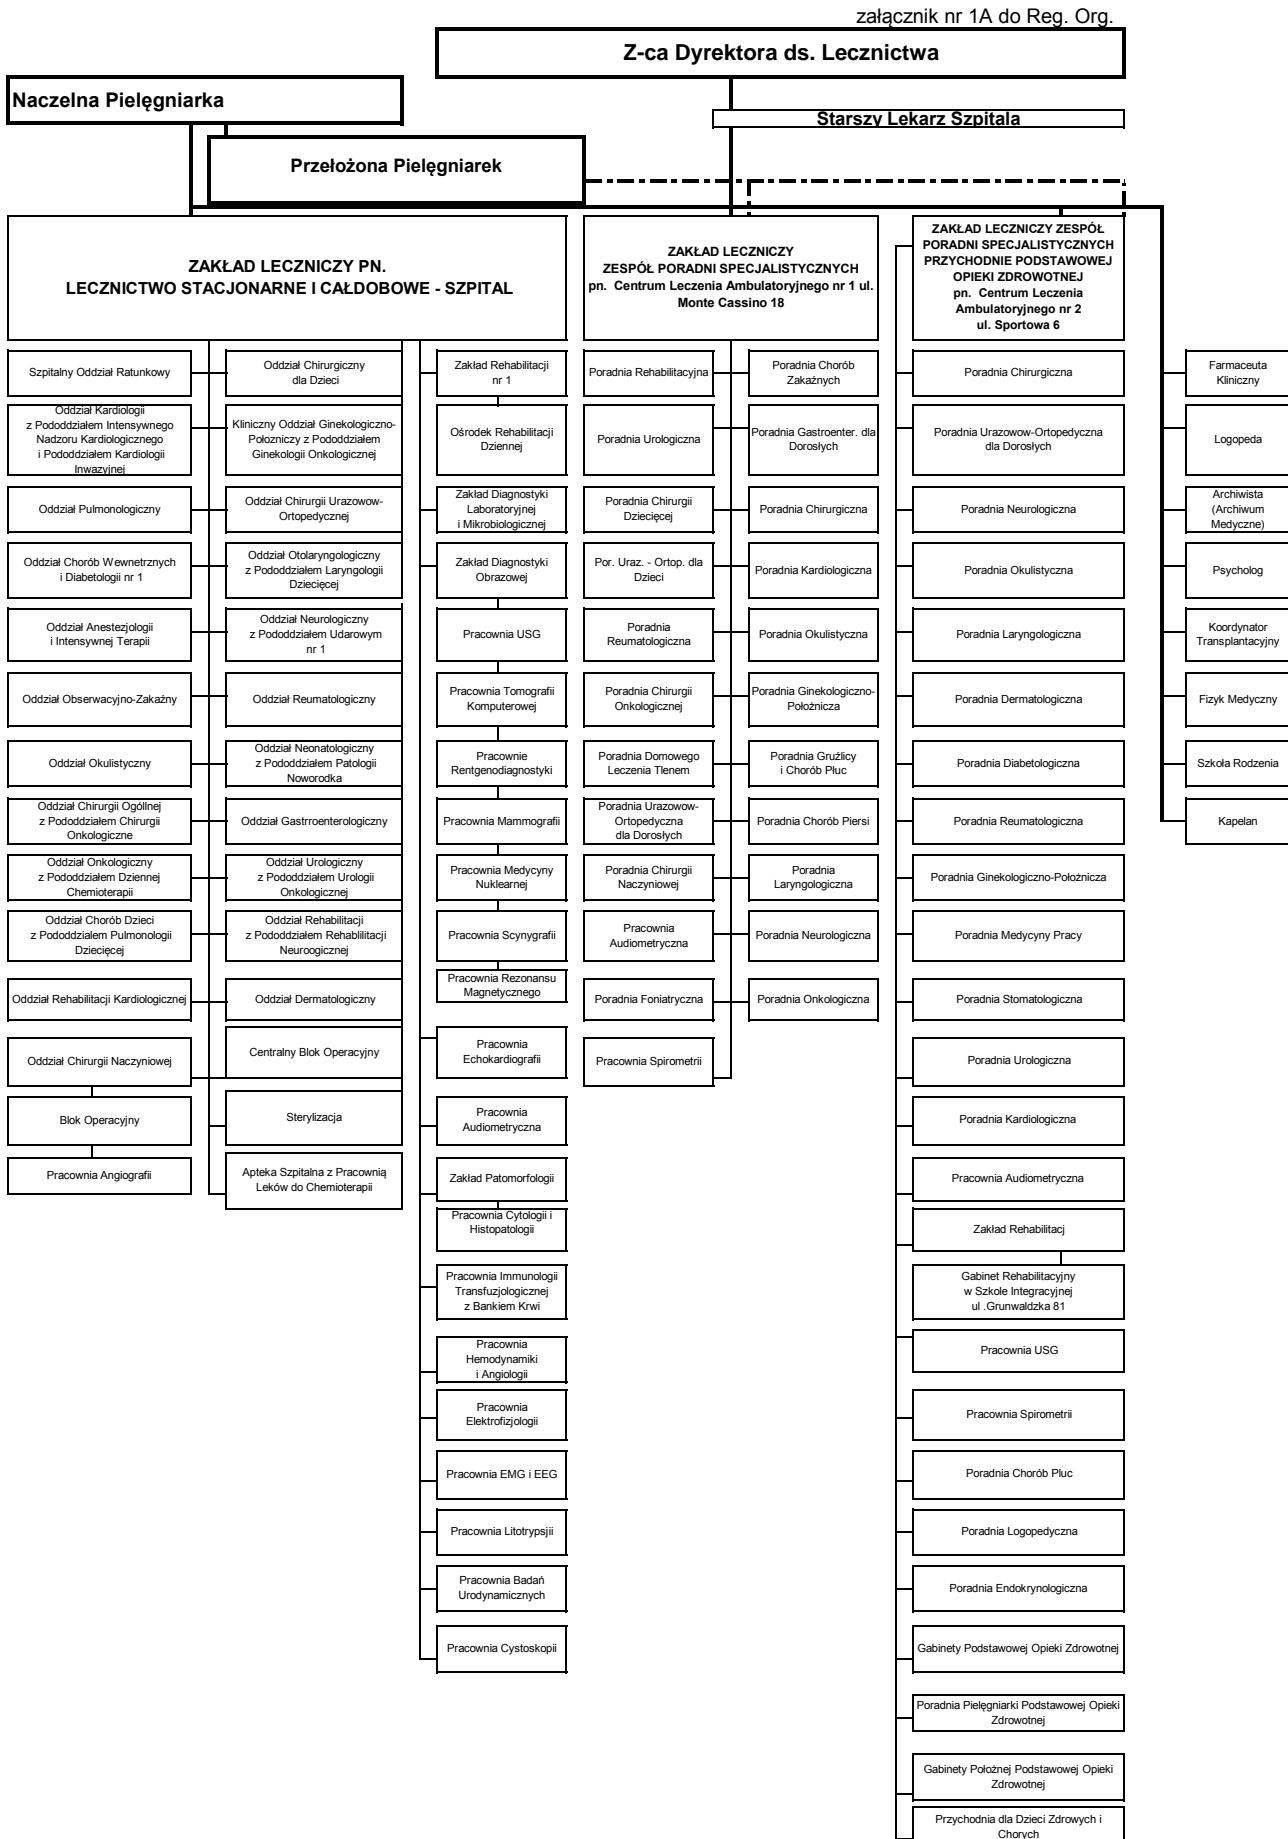 załącznik nr 1A do Reg. Org.
Z-ca Dyrektora ds. Lecznictwa
Naczelna Pielęgniarka
Starszy Lekarz Szpitala
Przełożona Pielęgniarek
ZAKŁAD LECZNICZY PN.
LECZNICTWO STACJONARNE I CAŁDOBOWE - SZPITAL
ZAKŁAD LECZNICZY
ZESPÓŁ PORADNI SPECJALISTYCZNYCH
pn. Centrum Leczenia Ambulatoryjnego nr 1 ul.
Monte Cassino 18
ZAKŁAD LECZNICZY ZESPÓŁ
PORADNI SPECJALISTYCZNYCH
PRZYCHODNIE PODSTAWOWEJ
OPIEKI ZDROWOTNEJ
pn. Centrum Leczenia
Ambulatoryjnego nr 2
ul. Sportowa 6
Szpitalny Oddział Ratunkowy
Oddział Kardiologii
z Pododdziałem Intensywnego
Nadzoru Kardiologicznego
i Pododdziałem Kardiologii
Inwazyjnej
Oddział Pulmonologiczny
Oddział Chorób Wewnetrznych
i Diabetologii nr 1
Oddział Anestezjologii
i Intensywnej Terapii
Oddział Obserwacyjno-Zakaźny
Oddział Okulistyczny
Oddział Chirurgii Ogóllnej
z Pododdziałem Chirurgii
Onkologiczne
Oddział Onkologiczny
z Pododdziałem Dziennej
Chemioterapii
Oddział Chorób Dzieci
z Pododdzialem Pulmonologii
Dziecięcej
Oddział Rehabilitacji Kardiologicznej
Oddział Chirurgii Naczyniowej
Blok Operacyjny
Pracownia Angiografii
Oddział Chirurgiczny
dla Dzieci
Kliniczny Oddział Ginekologiczno-
Położniczy z Pododdziałem
Ginekologii Onkologicznej
Oddział Chirurgii Urazowow-
Ortopedycznej
Oddział Otolaryngologiczny
z Pododdziałem Laryngologii
Dziecięcej
Oddział Neurologiczny
z Pododdziałem Udarowym
nr 1
Oddział Reumatologiczny
Oddział Neonatologiczny
z Pododdziałem Patologii
Noworodka
Oddział Gastrroenterologiczny
Oddział Urologiczny
z Pododdziałem Urologii
Onkologicznej
Oddział Rehabilitacji
z Pododdziałem Rehablilitacji
Neuroogicznej
Oddział Dermatologiczny
Centralny Blok Operacyjny
Sterylizacja
Apteka Szpitalna z Pracownią
Leków do Chemioterapii
Zakład Rehabilitacji
nr 1
Ośrodek Rehabilitacji
Dziennej
Zakład Diagnostyki
Laboratoryjnej
i Mikrobiologicznej
Zakład Diagnostyki
Obrazowej
Pracownia USG
Pracownia Tomografii
Komputerowej
Pracownie
Rentgenodiagnostyki
Pracownia Mammografii
Pracownia Medycyny
Nuklearnej
Pracownia Scynygrafii
Pracownia Rezonansu
Magnetycznego
Pracownia
Echokardiografii
Pracownia
Audiometryczna
Zakład Patomorfologii
Pracownia Cytologii i
Histopatologii
Pracownia Immunologii
Transfuzjologicznej
z Bankiem Krwi
Pracownia
Hemodynamiki
i Angiologii
Pracownia
Elektrofizjologii
Pracownia EMG i EEG
Pracownia Litotrypsjii
Pracownia Badań
Urodynamicznych
Pracownia Cystoskopii
Poradnia Rehabilitacyjna
Poradnia Urologiczna
Poradnia Chirurgii
Dziecięcej
Por. Uraz. - Ortop. dla
Dzieci
Poradnia
Reumatologiczna
Poradnia Chirurgii
Onkologicznej
Poradnia Domowego
Leczenia Tlenem
Poradnia Urazowow-
Ortopedyczna
dla Dorosłych
Poradnia Chirurgii
Naczyniowej
Pracownia
Audiometryczna
Poradnia Foniatryczna
Pracownia Spirometrii
Poradnia Chorób
Zakaźnych
Poradnia Gastroenter. dla
Dorosłych
Poradnia Chirurgiczna
Poradnia Kardiologiczna
Poradnia Okulistyczna
Poradnia Ginekologiczno-
Położnicza
Poradnia Gruźlicy
i Chorób Płuc
Poradnia Chorób Piersi
Poradnia
Laryngologiczna
Poradnia Neurologiczna
Poradnia Onkologiczna
Poradnia Chirurgiczna
Poradnia Urazowow-Ortopedyczna
dla Dorosłych
Poradnia Neurologiczna
Poradnia Okulistyczna
Poradnia Laryngologiczna
Poradnia Dermatologiczna
Poradnia Diabetologiczna
Poradnia Reumatologiczna
Poradnia Ginekologiczno-Położnicza
Poradnia Medycyny Pracy
Poradnia Stomatologiczna
Poradnia Urologiczna
Poradnia Kardiologiczna
Pracownia Audiometryczna
Zakład Rehabilitacj
Gabinet Rehabilitacyjny
w Szkole Integracyjnej
ul .Grunwaldzka 81
Pracownia USG
Pracownia Spirometrii
Poradnia Chorób Pluc
Poradnia Logopedyczna
Poradnia Endokrynologiczna
Gabinety Podstawowej Opieki Zdrowotnej
Poradnia Pielęgniarki Podstawowej Opieki
Zdrowotnej
Gabinety Położnej Podstawowej Opieki
Zdrowotnej
Przychodnia dla Dzieci Zdrowych i
Chorych
Farmaceuta
Kliniczny
Logopeda
Archiwista
(Archiwum
Medyczne)
Psycholog
Koordynator
Transplantacyjny
Fizyk Medyczny
Szkoła Rodzenia
Kapelan